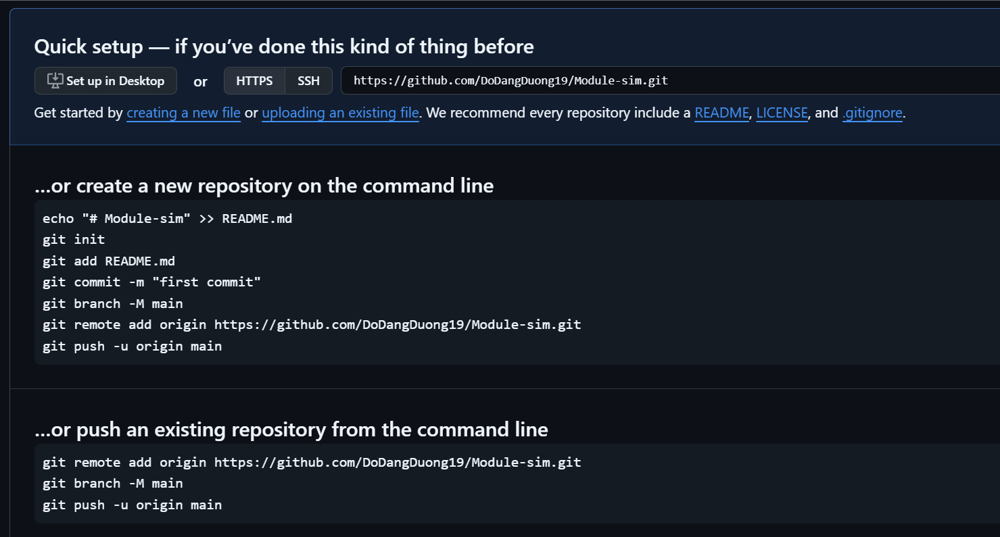 Quick setup — if you’ve done this kind of thing before
Set up in Desktop or HTTPS SSH https://github.com/DoDangDuong19/Module-sim.git
Get started by creating a new file or uploading an existing file. We recommend every repository include a README, LICENSE, and .gitignore.
…or create a new repository on the command line
echo "# Module-sim" >> README.md
git init
git add README.md
git commit -m "first commit"
git branch -M main
git remote add origin https://github.com/DoDangDuong19/Module-sim.git
git push -u origin main
…or push an existing repository from the command line
git remote add origin https://github.com/DoDangDuong19/Module-sim.git
git branch -M main
git push -u origin main